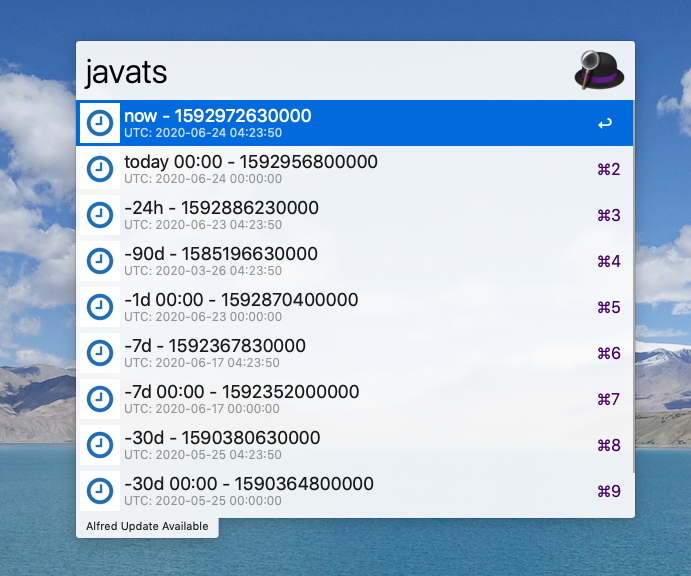 javats
now - 1592972630000
UTC: 2020-06-24 04:23:50
↩
today 00:00 - 1592956800000
UTC: 2020-06-24 00:00:00
⌘2
-24h - 1592886230000
UTC: 2020-06-23 04:23:50
⌘3
-90d - 1585196630000
UTC: 2020-03-26 04:23:50
⌘4
-1d 00:00 - 1592870400000
UTC: 2020-06-23 00:00:00
⌘5
-7d - 1592367830000
UTC: 2020-06-17 04:23:50
⌘6
-7d 00:00 - 1592352000000
UTC: 2020-06-17 00:00:00
⌘7
-30d - 1590380630000
UTC: 2020-05-25 04:23:50
⌘8
-30d 00:00 - 1590364800000
UTC: 2020-05-25 00:00:00
⌘9
Alfred Update Available